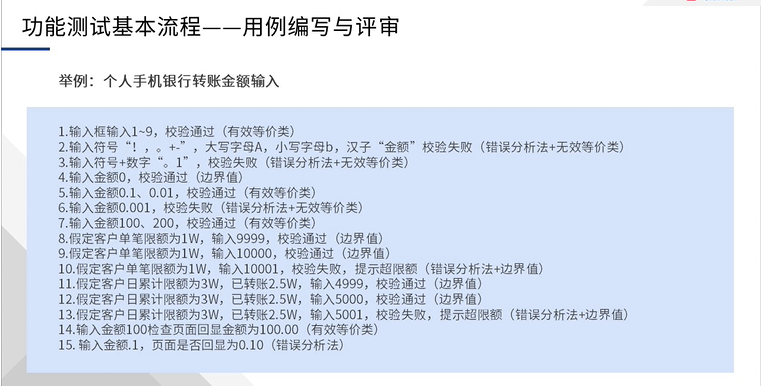 功能测试基本流程——用例编写与评审
举例：个人手机银行转账金额输入
1.输入框输入1~9，校验通过（有效等价类）
2.输入符号“！，。+-”，大写字母A，小写字母b，汉子“金额”校验失败（错误分析法+无效等价类）
3.输入符号+数字“。1”，校验失败（错误分析法+无效等价类）
4.输入金额0，校验通过（边界值）
5.输入金额0.1、0.01，校验通过（有效等价类）
6.输入金额0.001，校验失败（错误分析法+无效等价类）
7.输入金额100、200，校验通过（有效等价类）
8.假定客户单笔限额为1W，输入9999，校验通过（边界值）
9.假定客户单笔限额为1W，输入10000，校验通过（边界值）
10.假定客户单笔限额为1W，输入10001，校验失败，提示超限额（错误分析法+边界值）
11.假定客户日累计限额为3W，已转账2.5W，输入4999，校验通过（边界值）
12.假定客户日累计限额为3W，已转账2.5W，输入5000，校验通过（边界值）
13.假定客户日累计限额为3W，已转账2.5W，输入5001，校验失败，提示超限额（错误分析法+边界值）
14.输入金额100检查页面回显金额为100.00（有效等价类）
15. 输入金额.1，页面是否回显为0.10（错误分析法）